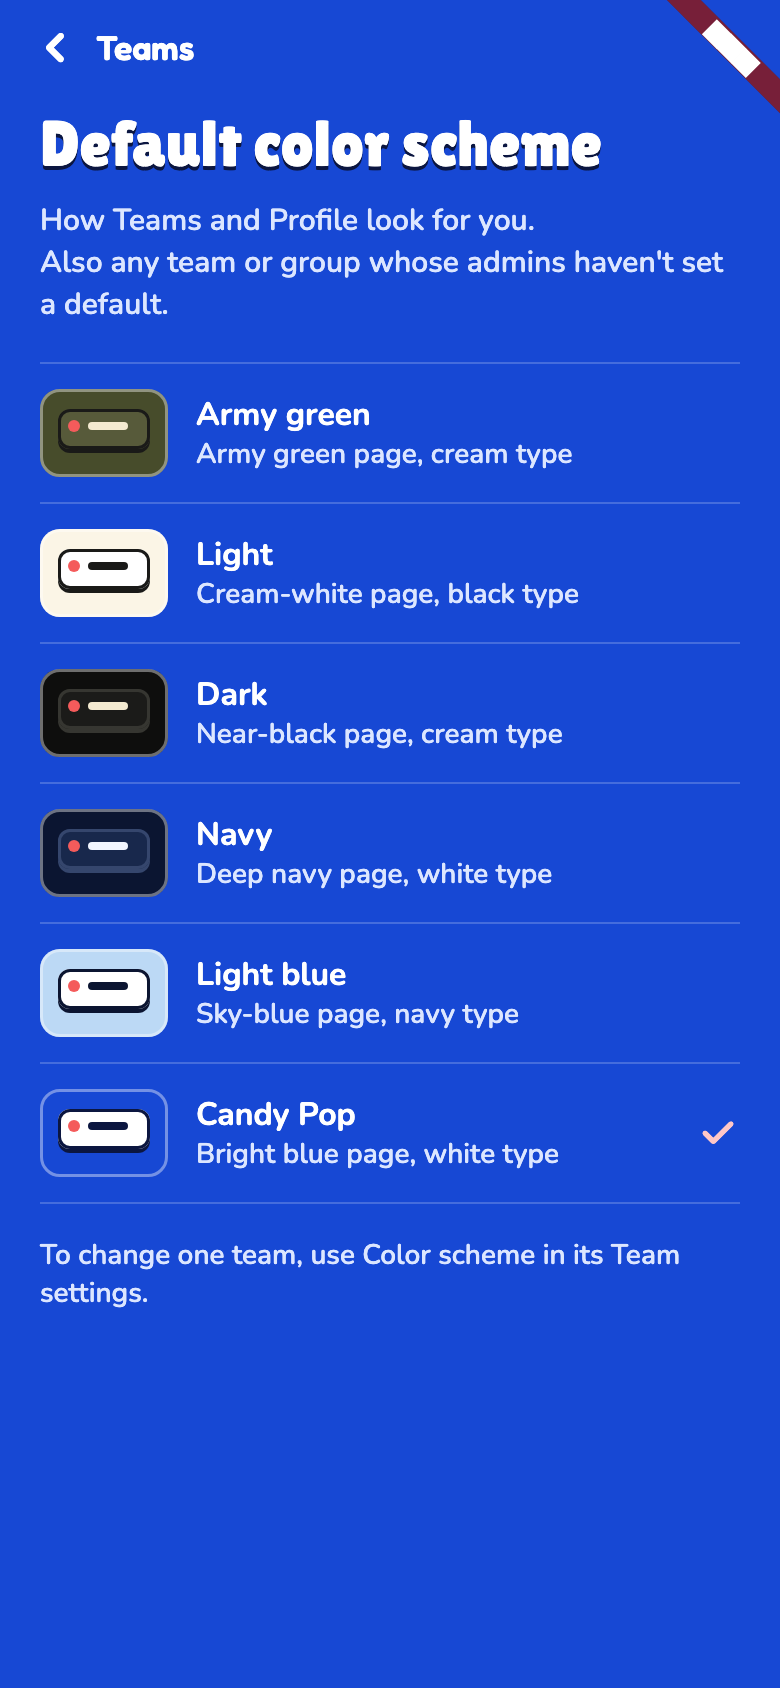 Teams
Default color scheme
How Teams and Profile look for you.
Also any team or group whose admins haven't set
a default.
Army green
Army green page, cream type
Light
Cream-white page, black type
Dark
Near-black page, cream type
Navy
Deep navy page, white type
Light blue
Sky-blue page, navy type
Candy Pop
Bright blue page, white type
To change one team, use Color scheme in its Team
settings.